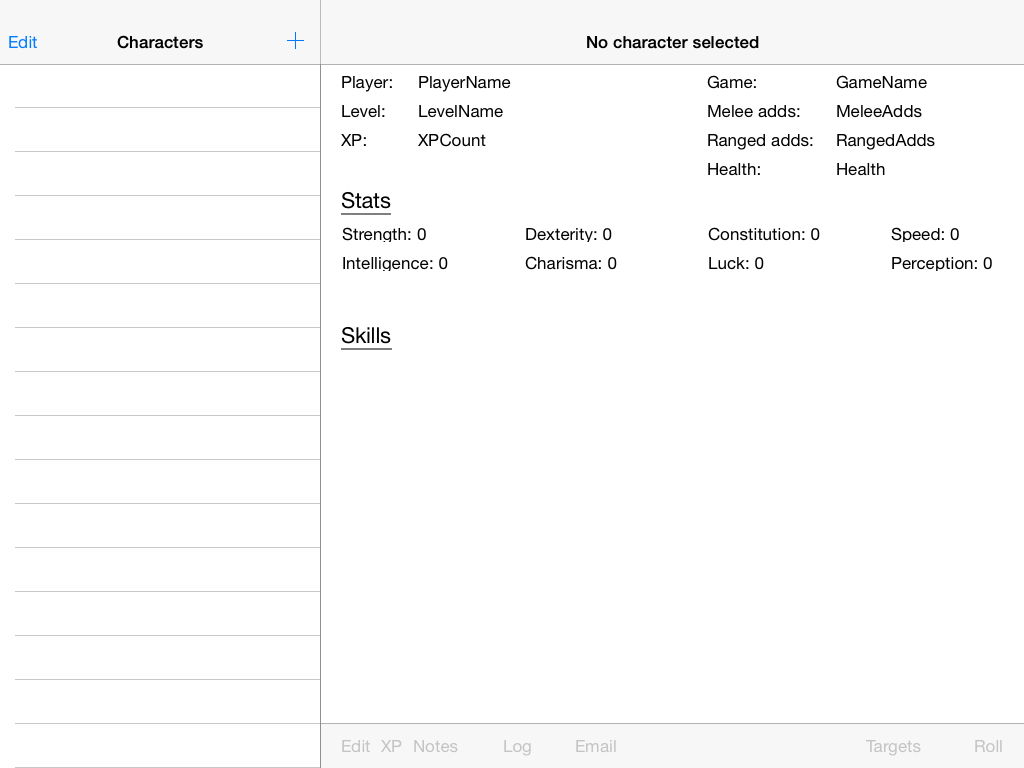 Edit Characters +
No character selected
Player: PlayerName Game: GameName
Level: LevelName Melee adds: MeleeAdds
XP: XPCount Ranged adds: RangedAdds
Health: Health
Stats
Strength: 0 Dexterity: 0 Constitution: 0 Speed: 0
Intelligence: 0 Charisma: 0 Luck: 0 Perception: 0
Skills
Edit XP Notes Log Email Targets Roll